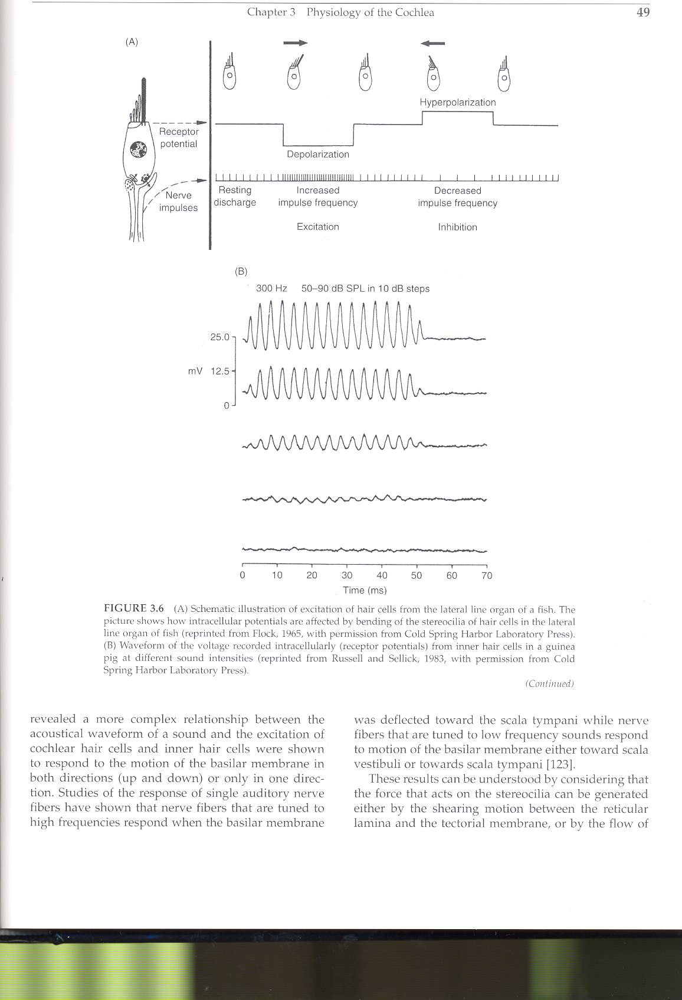 Chapter 3 Physiology of the Cochlea
49
(A)
Hyperpolarization
Receptor
potential
Depolarization
Nerve
impulses
Resting
discharge
Increased
impulse frequency
Decreased
impulse frequency
Excitation
Inhibition
(B)
300 Hz 50–90 dB SPL in 10 dB steps
25.0
mV 12.5
0
0 10 20 30 40 50 60 70
Time (ms)
FIGURE 3.6 (A) Schematic illustration of excitation of hair cells from the lateral line organ of a fish. The
picture shows how intracellular potentials are affected by bending of the stereocilia of hair cells in the lateral
line organ of fish (reprinted from Flock, 1965, with permission from Cold Spring Harbor Laboratory Press).
(B) Waveform of the voltage recorded intracellularly (receptor potentials) from inner hair cells in a guinea
pig at different sound intensities (reprinted from Russell and Sellick, 1983, with permission from Cold
Spring Harbor Laboratory Press).
(Continued)
revealed a more complex relationship between the
acoustical waveform of a sound and the excitation of
cochlear hair cells and inner hair cells were shown
to respond to the motion of the basilar membrane in
both directions (up and down) or only in one direc-
tion. Studies of the response of single auditory nerve
fibers have shown that nerve fibers that are tuned to
high frequencies respond when the basilar membrane
was deflected toward the scala tympani while nerve
fibers that are tuned to low frequency sounds respond
to motion of the basilar membrane either toward scala
vestibuli or towards scala tympani [123].
These results can be understood by considering that
the force that acts on the stereocilia can be generated
either by the shearing motion between the reticular
lamina and the tectorial membrane, or by the flow of